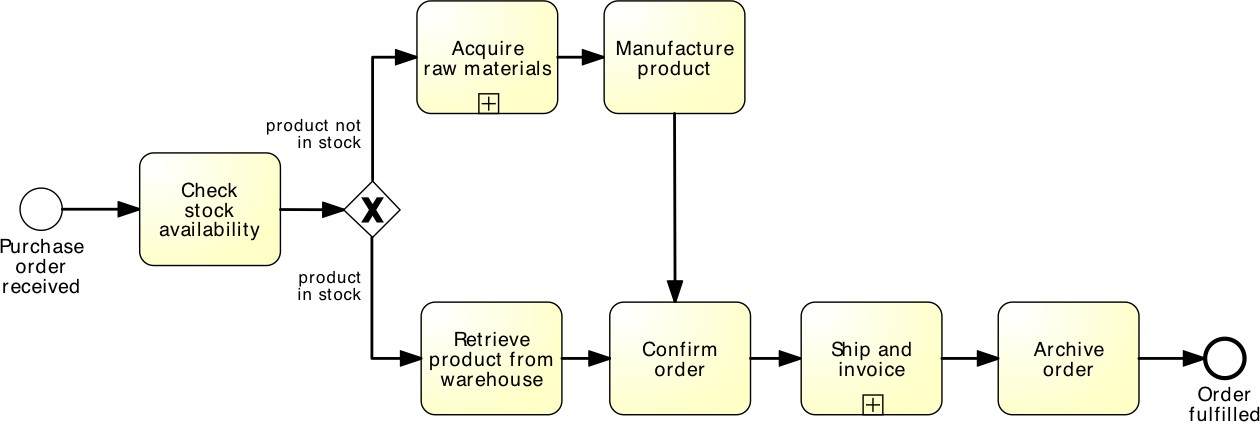 Acquire
raw materials
Manufacture
product
product not
in stock
Check
stock
availability
X
Purchase
order
received
product
in stock
Retrieve
product from
warehouse
Confirm
order
Ship and
invoice
Archive
order
Order
fulfilled